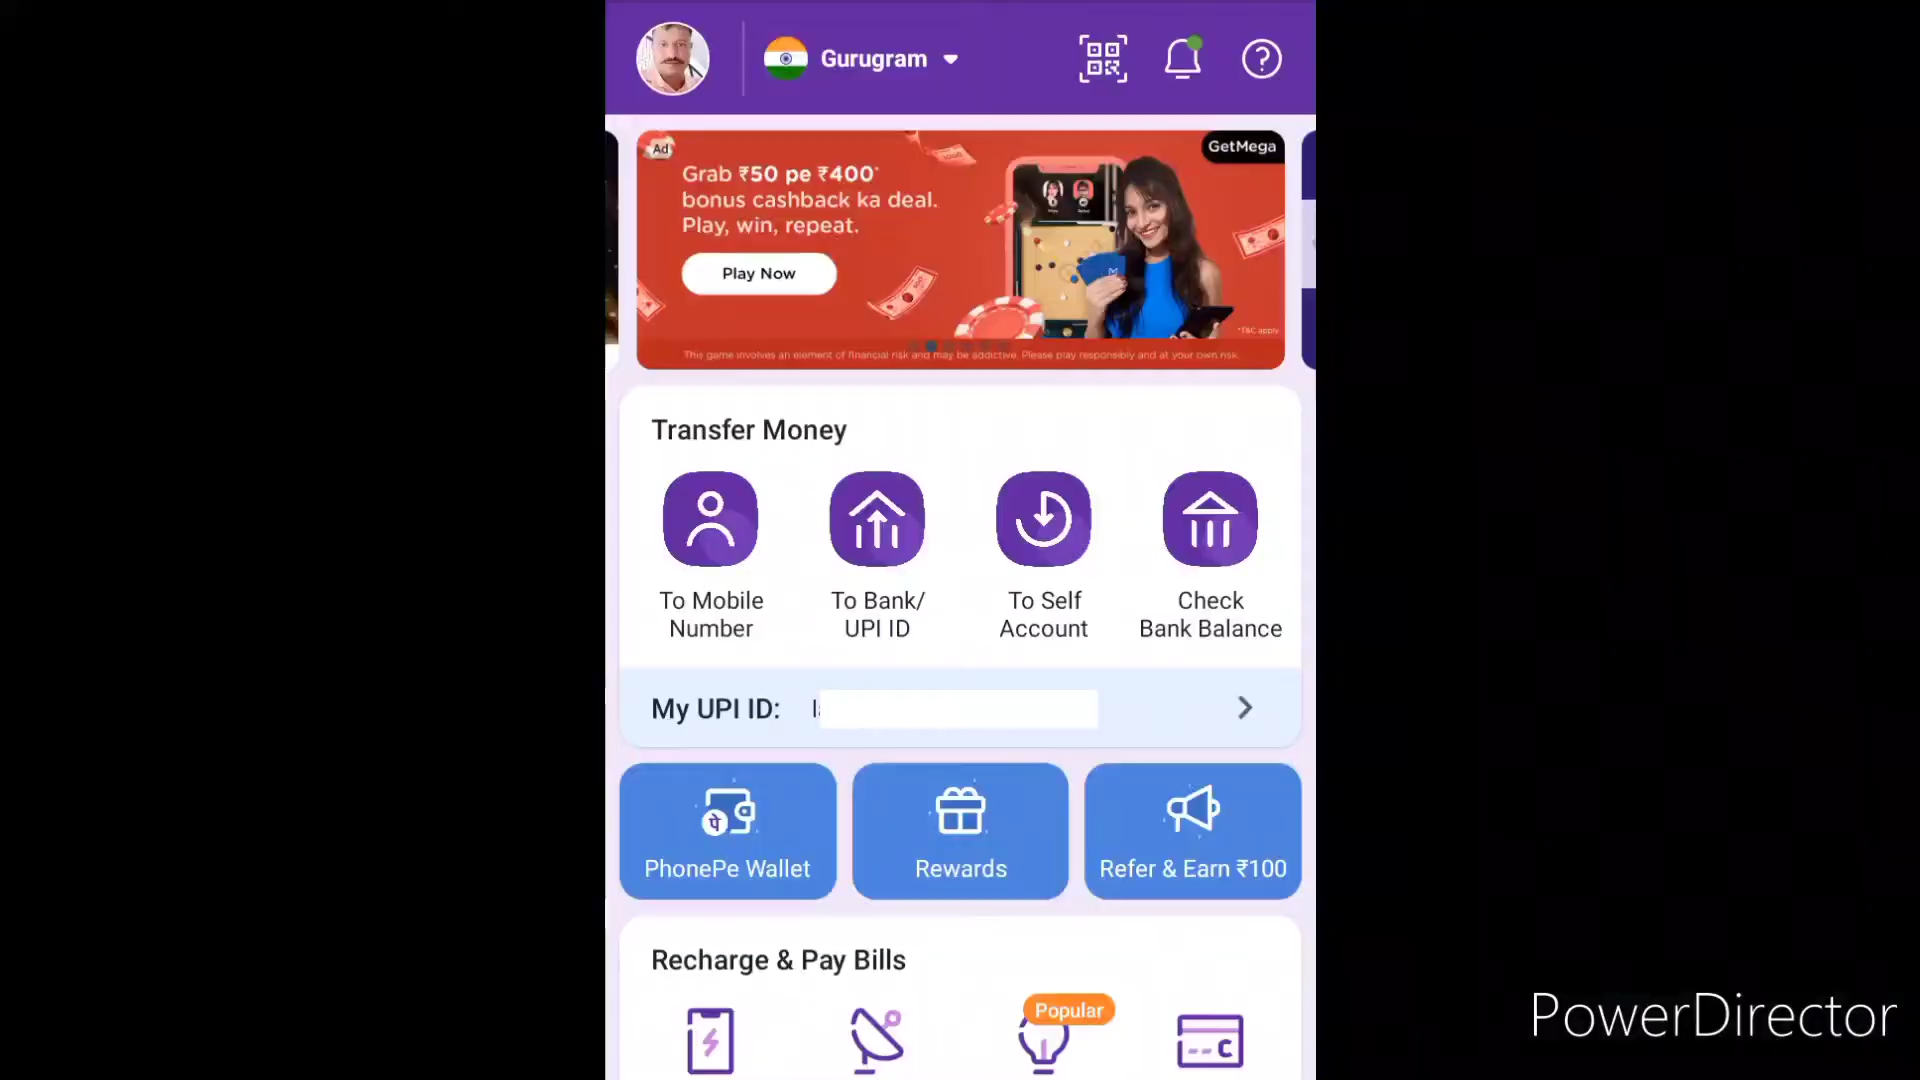 Gurugram
Ad
GetMega
Grab ₹50 pe ₹400*
bonus cashback ka deal.
Play, win, repeat.
Play Now
*T&C apply
This game involves an element of financial risk and may be addictive. Please play responsibly and at your own risk.
Transfer Money
To Mobile
Number
To Bank/
UPI ID
To Self
Account
Check
Bank Balance
My UPI ID:
पे
PhonePe Wallet
Rewards
Refer & Earn ₹100
Recharge & Pay Bills
Popular
C
PowerDirector